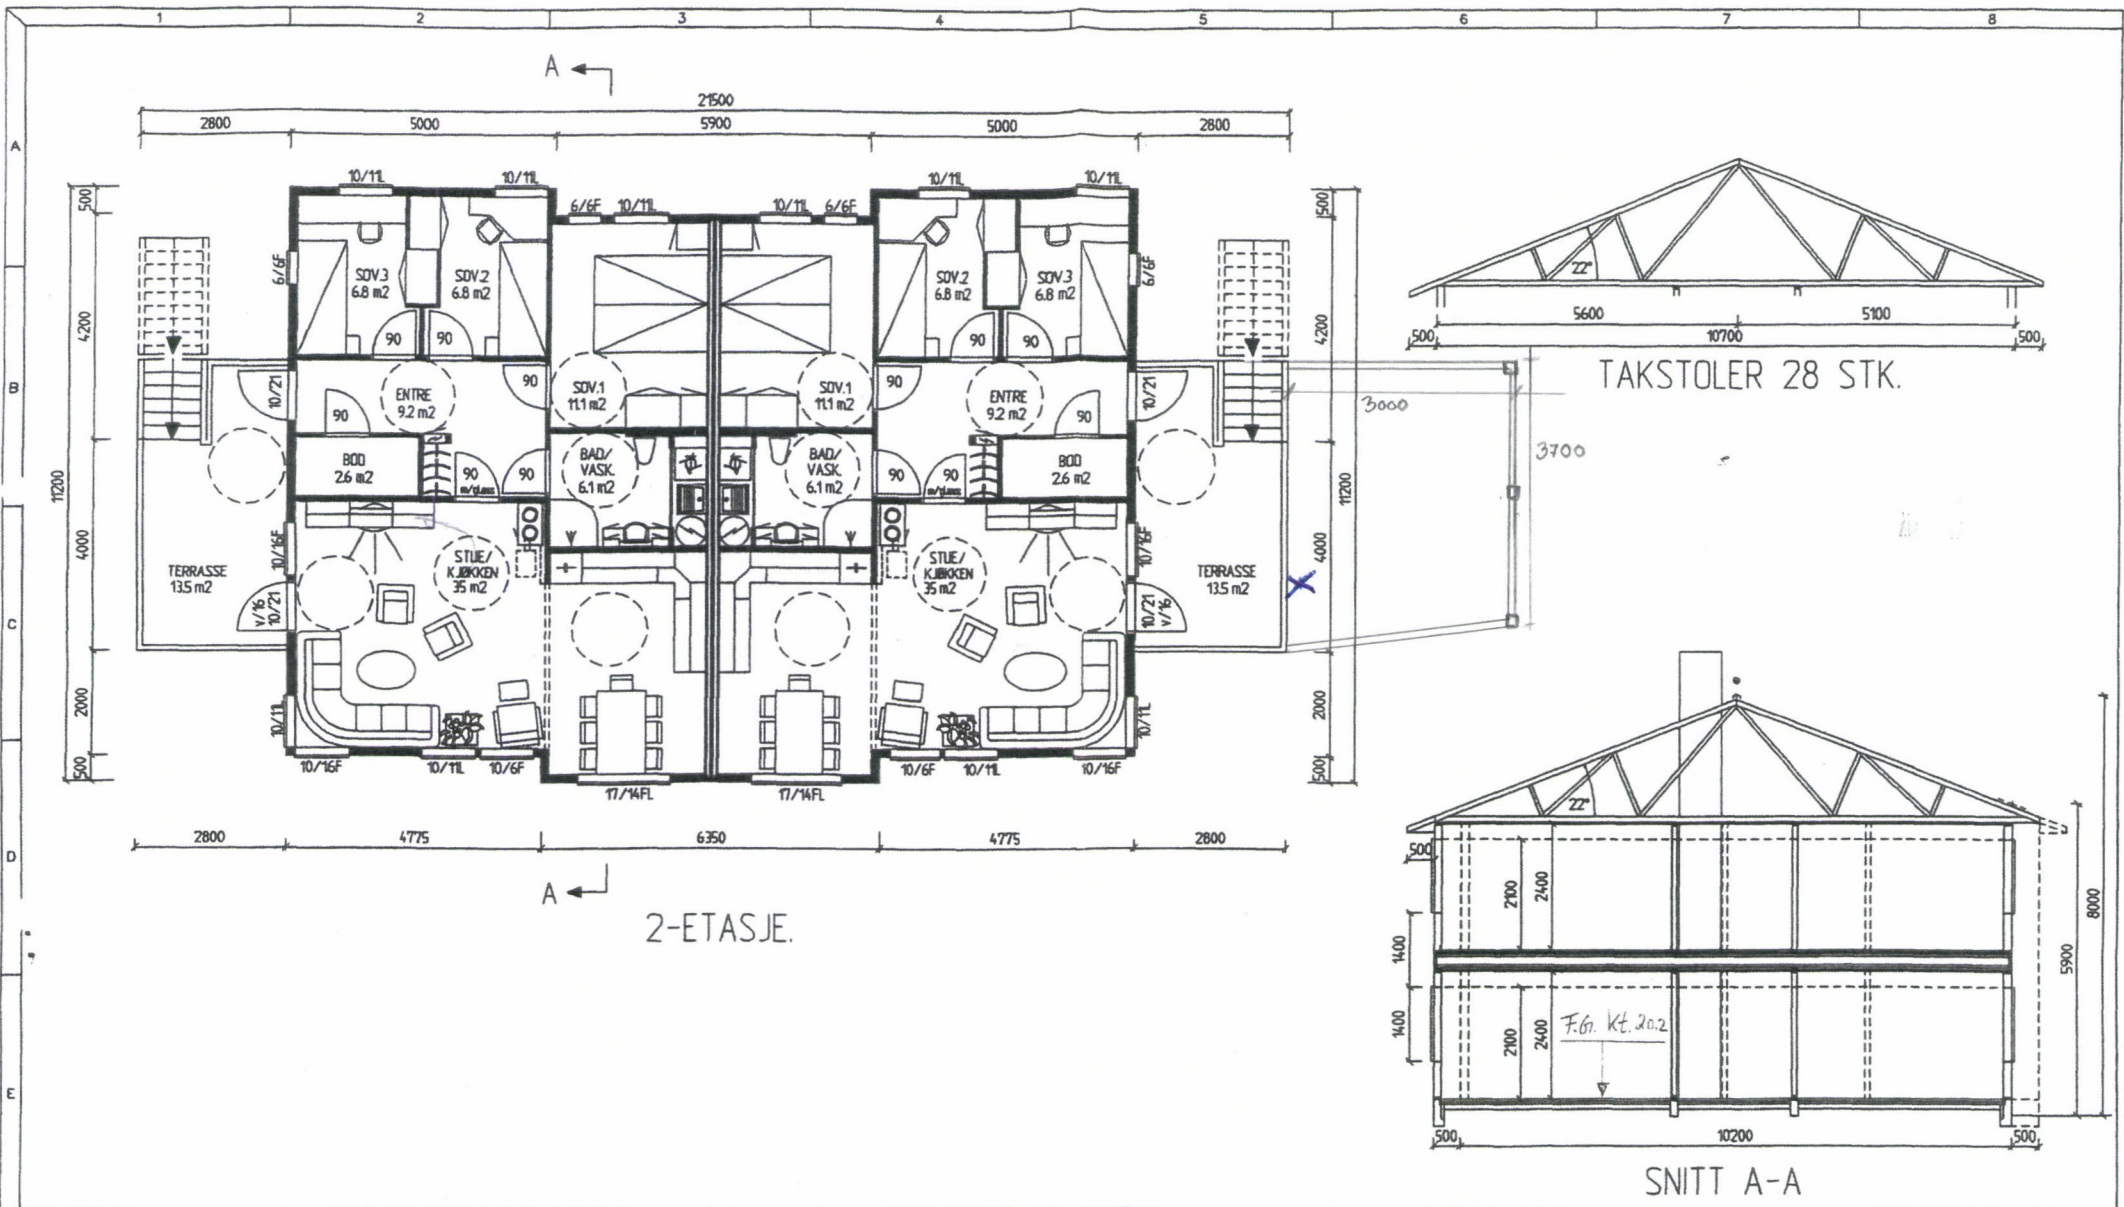 1 2 3 4 5 6 7 8
A
B
C
D
E
A
21500
2800 5000 5900 5000 2800
10/11L 10/11L 6/6F 10/11L 10/11L 6/6F 10/11L 10/11L
500
4200
4000
2000
500
11200
6/6F
SOV.3
6.8 m2
SOV.2
6.8 m2
SOV.2
6.8 m2
SOV.3
6.8 m2
6/6F
90 90 90 90
10/21
ENTRE
9.2 m2
90
90
SOV.1
11.1 m2
SOV.1
11.1 m2
90
ENTRE
9.2 m2
90
10/21
BOD
2.6 m2
90
m/glass
90
BAD/
VASK.
6.1 m2
BAD/
VASK.
6.1 m2
90
90
m/glass
BOD
2.6 m2
10/16F
TERRASSE
13.5 m2
10/21
v/16
STUE/
KJØKKEN
35 m2
STUE/
KJØKKEN
35 m2
10/16F
10/21
v/16
TERRASSE
13.5 m2
X
10/11L
10/11L
10/16F 10/11L 10/6F 17/14FL 17/14FL 10/6F 10/11L 10/16F
500
4200
4000
2000
500
11200
3000
3700
2800 4775 6350 4775 2800
A
2-ETASJE.
22°
5600 5100
500 10700 500
TAKSTOLER 28 STK.
22°
500
1400
1400
2100
2400
2100
2400
F.G. Kt. 20.2
5900
8000
500 10200 500
SNITT A-A